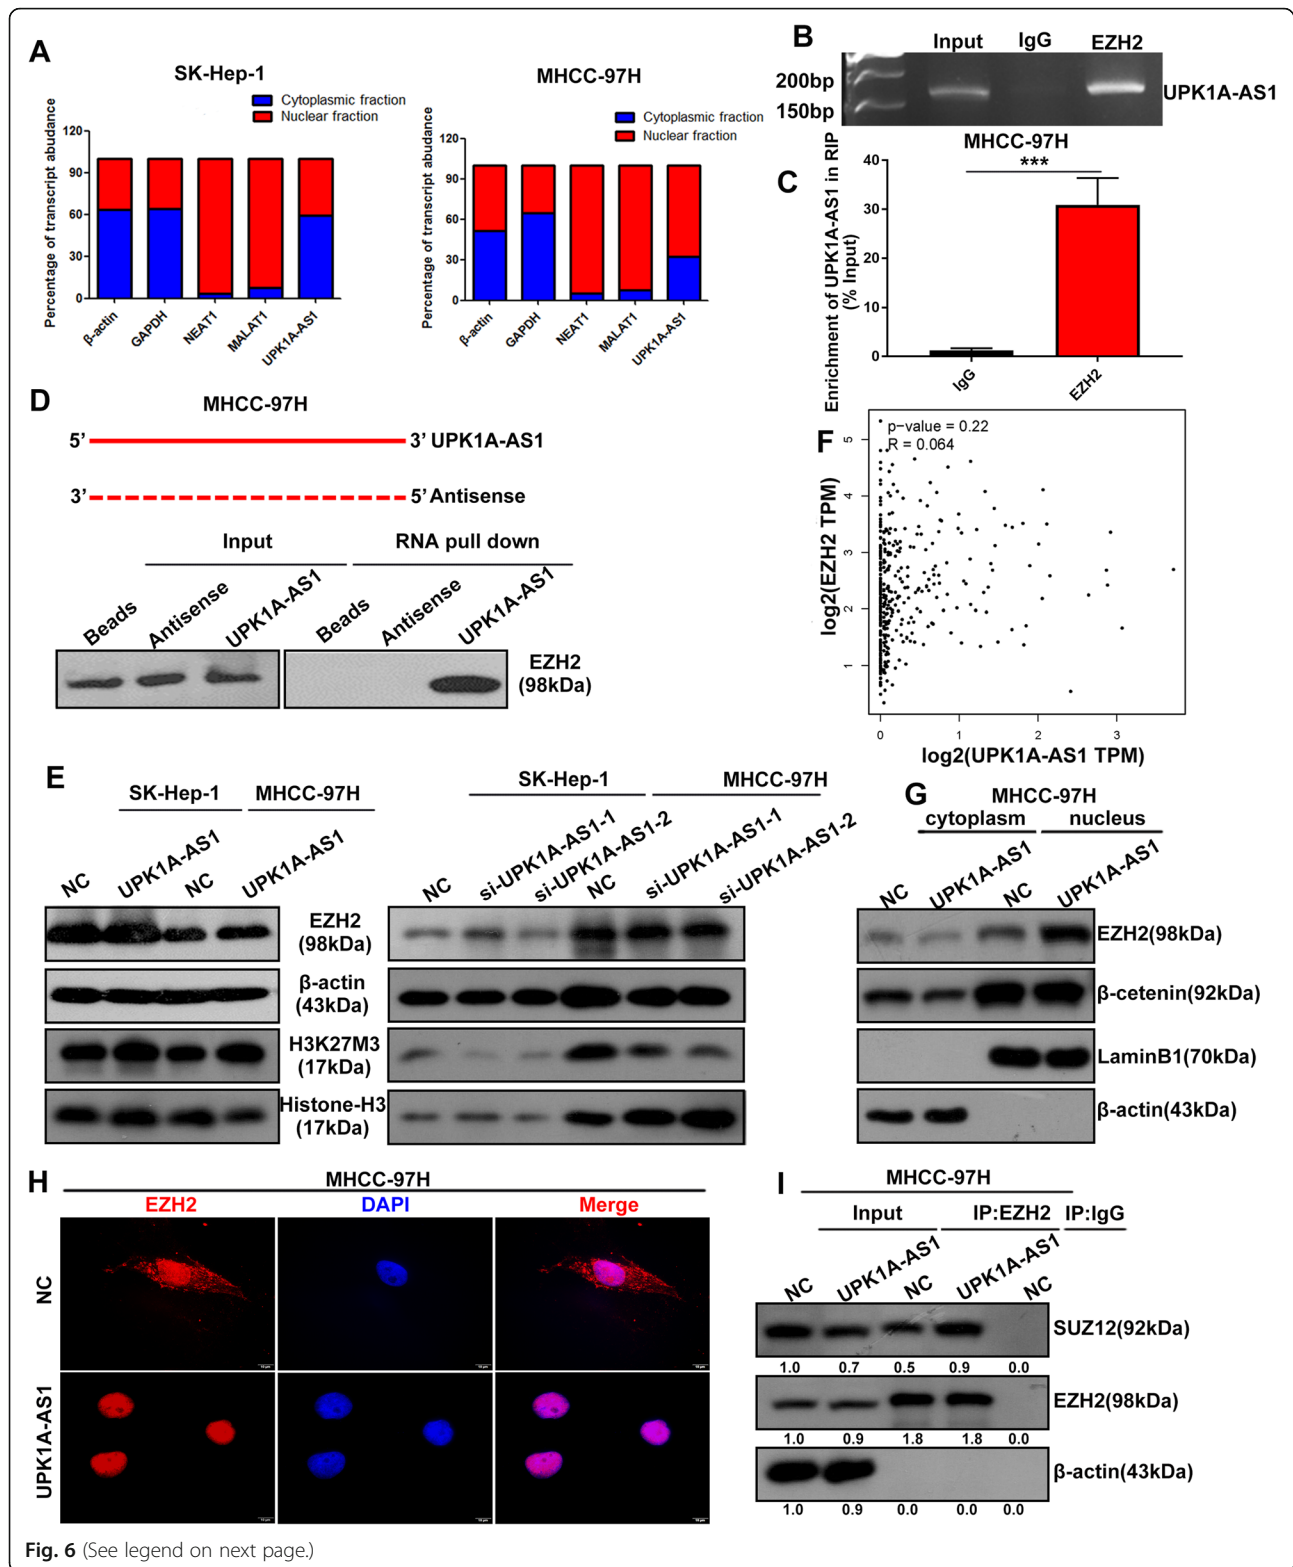 A
SK-Hep-1
Cytoplasmic fraction
Nuclear fraction
Percentage of transcript abudance
120
90
60
30
0
β-actin
GAPDH
NEAT1
MALAT1
UPK1A-AS1
MHCC-97H
Cytoplasmic fraction
Nuclear fraction
Percentage of transcript abudance
120
90
60
30
0
β-actin
GAPDH
NEAT1
MALAT1
UPK1A-AS1
B
Input IgG EZH2
200bp
150bp
UPK1A-AS1
MHCC-97H
C
Enrichment of UPK1A-AS1 in RIP
(% Input)
40
30
20
10
0
***
IgG
EZH2
D
MHCC-97H
5' 3' UPK1A-AS1
3' 5' Antisense
Input RNA pull down
Beads Antisense UPK1A-AS1 Beads Antisense UPK1A-AS1
EZH2
(98kDa)
F
p-value = 0.22
R = 0.064
log2(EZH2 TPM)
5
4
3
2
1
0 1 2 3
log2(UPK1A-AS1 TPM)
E
SK-Hep-1 MHCC-97H
NC UPK1A-AS1 NC UPK1A-AS1
SK-Hep-1 MHCC-97H
NC si-UPK1A-AS1-1 si-UPK1A-AS1-2 NC si-UPK1A-AS1-1 si-UPK1A-AS1-2
EZH2
(98kDa)
β-actin
(43kDa)
H3K27M3
(17kDa)
Histone-H3
(17kDa)
G
MHCC-97H
cytoplasm nucleus
NC UPK1A-AS1 NC UPK1A-AS1
EZH2(98kDa)
β-cetenin(92kDa)
LaminB1(70kDa)
β-actin(43kDa)
H
MHCC-97H
EZH2 DAPI Merge
NC
UPK1A-AS1
I
MHCC-97H
Input IP:EZH2 IP:IgG
NC UPK1A-AS1 NC UPK1A-AS1 NC
SUZ12(92kDa)
1.0 0.7 0.5 0.9 0.0
EZH2(98kDa)
1.0 0.9 1.8 1.8 0.0
β-actin(43kDa)
1.0 0.9 0.0 0.0 0.0
Fig. 6 (See legend on next page.)